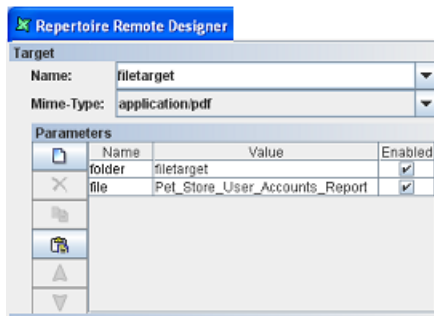 Repertoire Remote Designer
Target
Name: filetarget
Mime-Type: application/pdf
Parameters
Name Value Enabled
folder filetarget
file Pet_Store_User_Accounts_Report